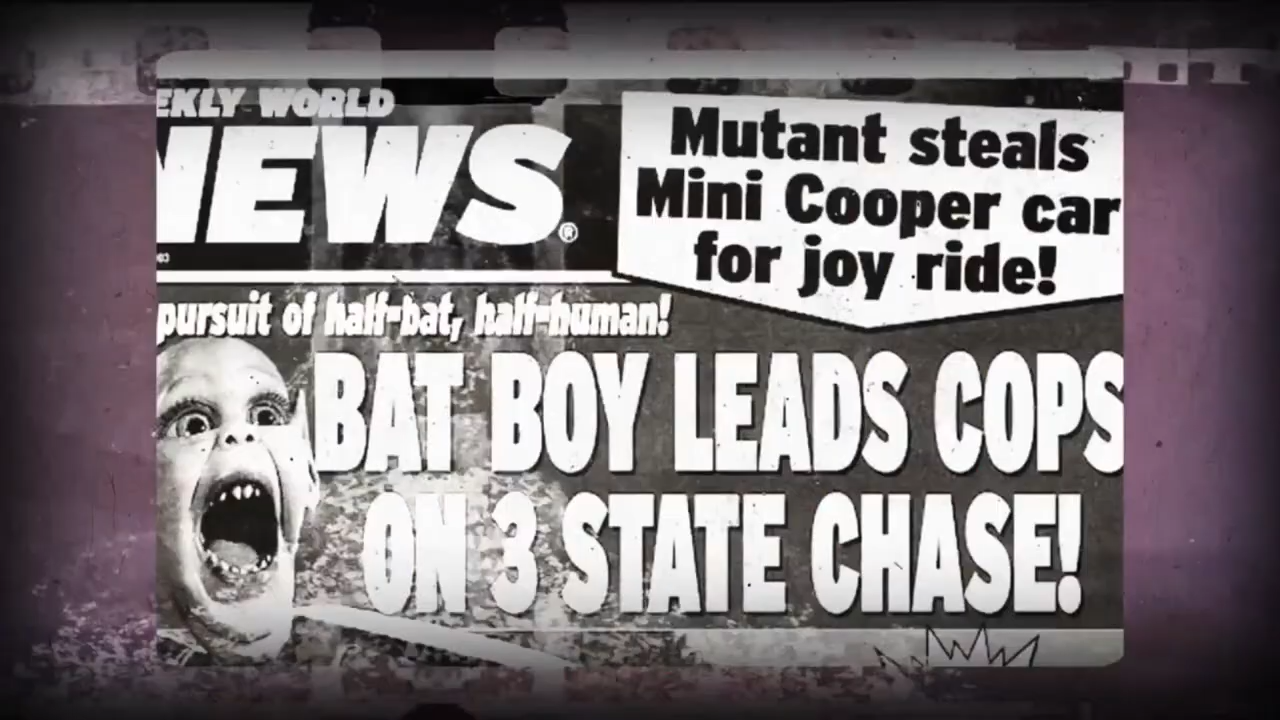 EKLY WORLD
NEWS®
Mutant steals
Mini Cooper car
for joy ride!
pursuit of half-bat, half-human!
BAT BOY LEADS COPS
ON 3 STATE CHASE!